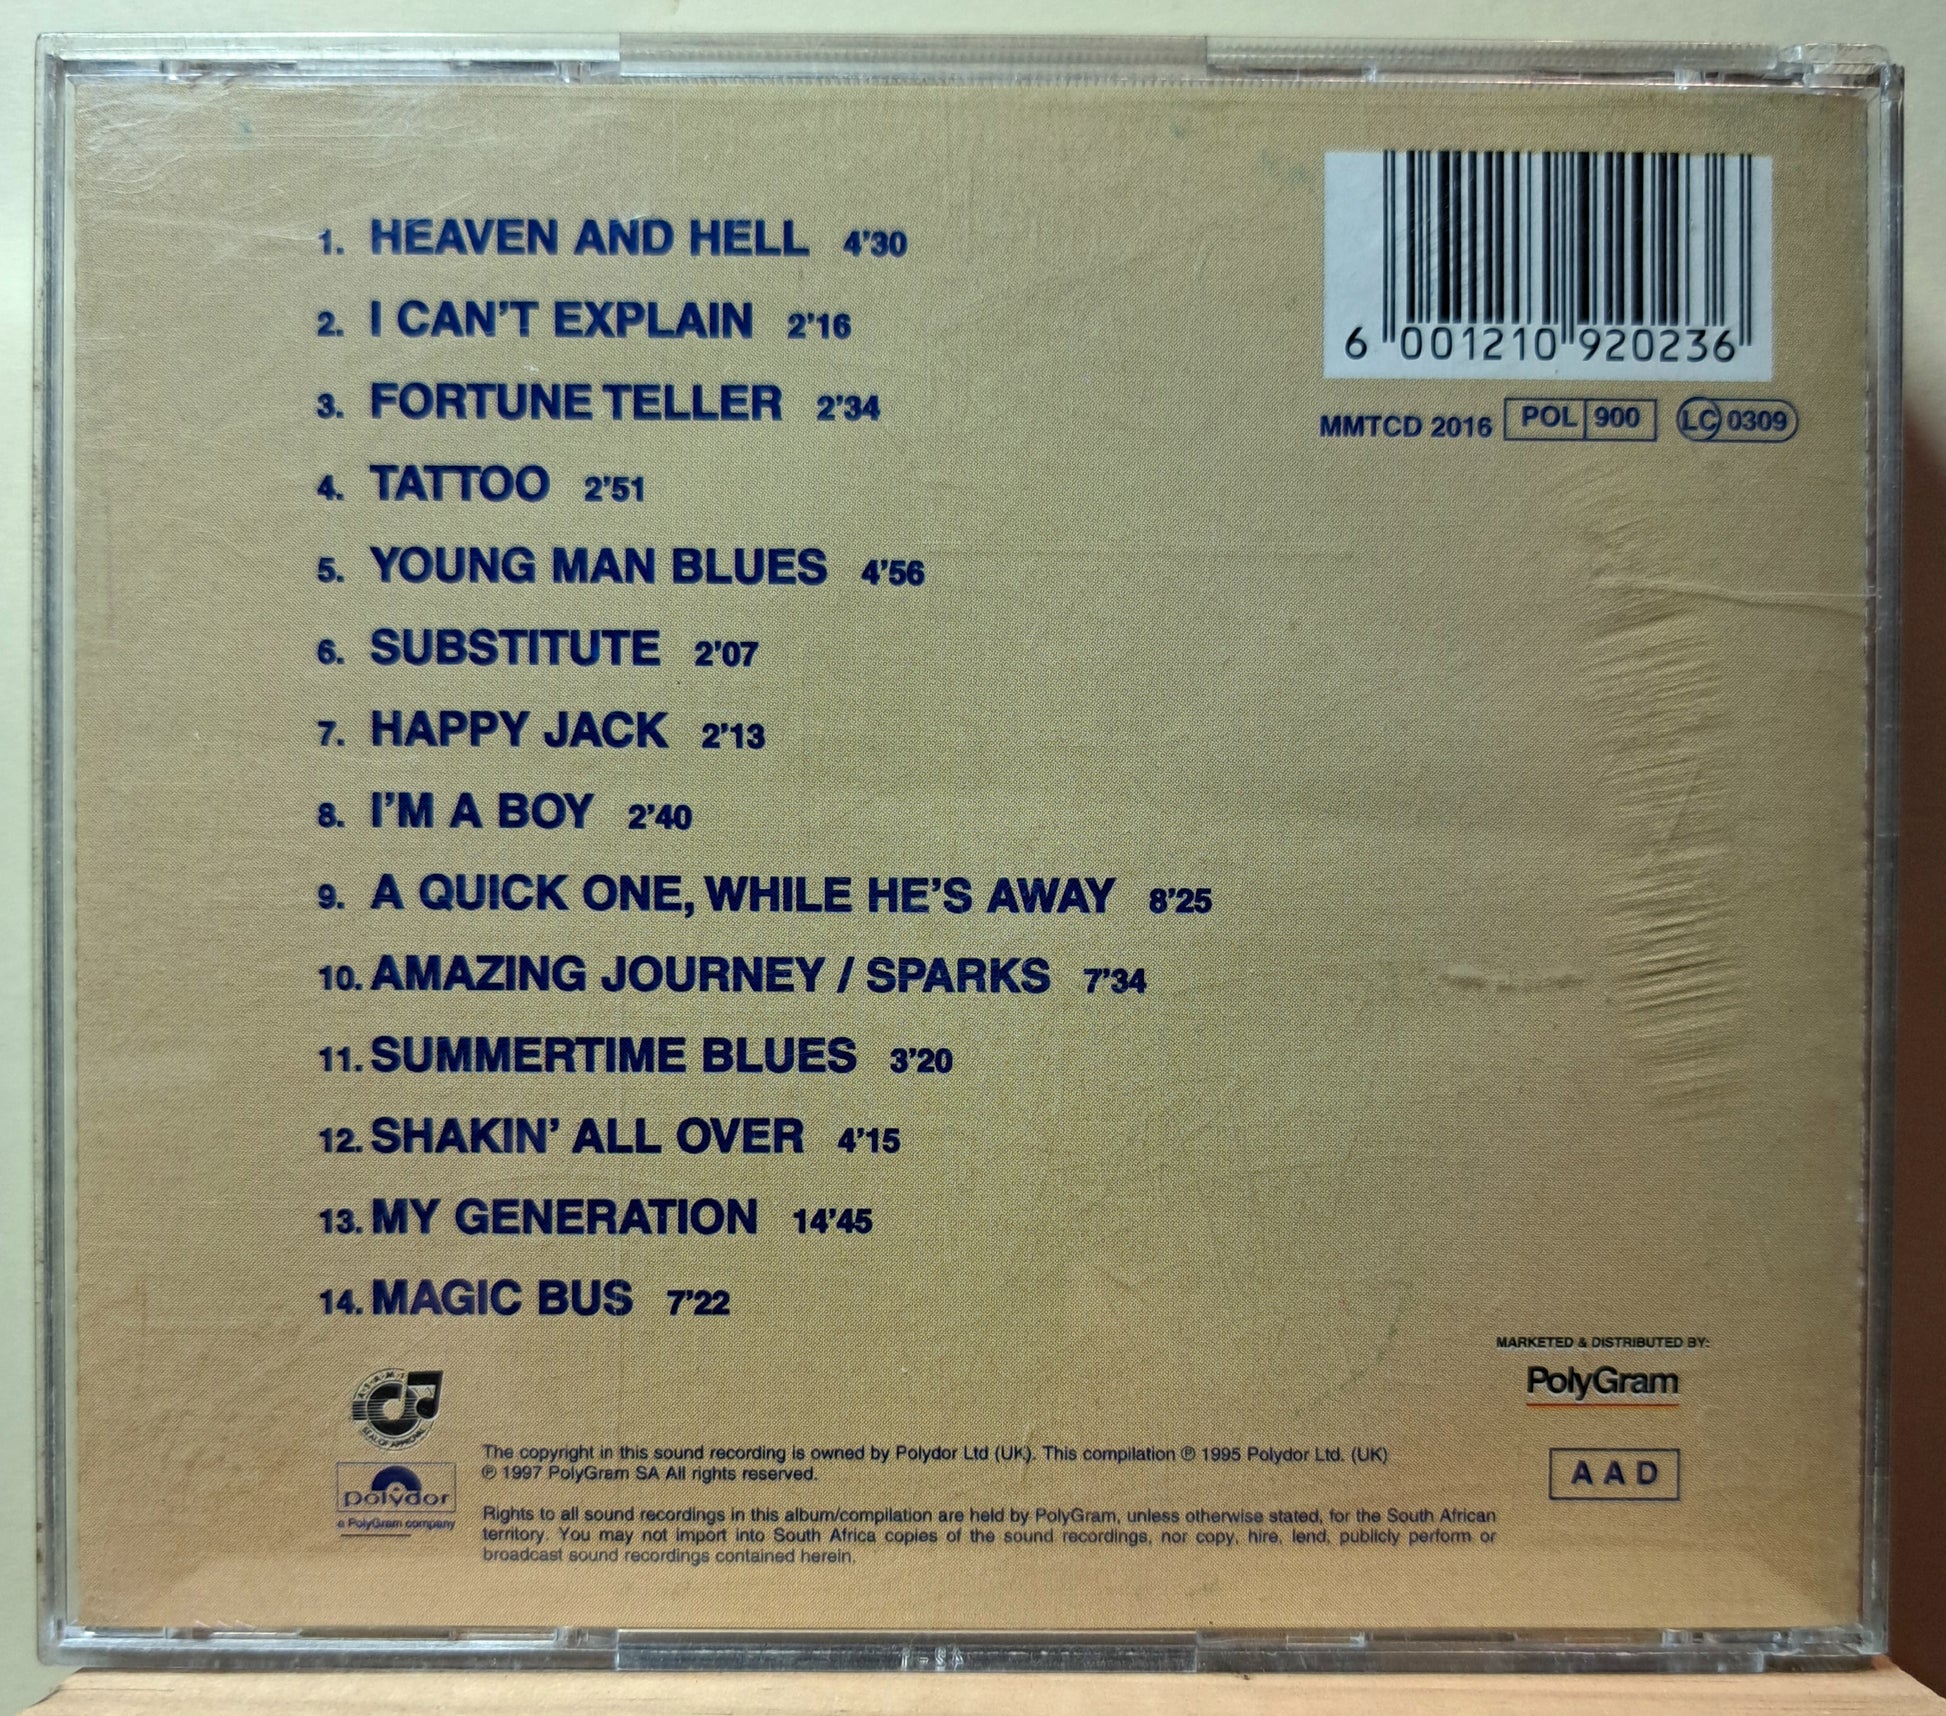 1. HEAVEN AND HELL 4'30
2. I CAN'T EXPLAIN 2'16
3. FORTUNE TELLER 2'34
4. TATTOO 2'51
5. YOUNG MAN BLUES 4'56
6. SUBSTITUTE 2'07
7. HAPPY JACK 2'13
8. I'M A BOY 2'40
9. A QUICK ONE, WHILE HE'S AWAY 8'25
10. AMAZING JOURNEY / SPARKS 7'34
11. SUMMERTIME BLUES 3'20
12. SHAKIN' ALL OVER 4'15
13. MY GENERATION 14'45
14. MAGIC BUS 7'22
6 001210 920236
MMTCD 2016 POL 900 LC 0309
MARKETED & DISTRIBUTED BY:
PolyGram
A A D
SEAL OF APPROVAL
polydor
a PolyGram company
The copyright in this sound recording is owned by Polydor Ltd (UK). This compilation ℗ 1995 Polydor Ltd. (UK)
℗ 1997 PolyGram SA All rights reserved.
Rights to all sound recordings in this album/compilation are held by PolyGram, unless otherwise stated, for the South African
territory. You may not import into South Africa copies of the sound recordings, nor copy, hire, lend, publicly perform or
broadcast sound recordings contained herein.